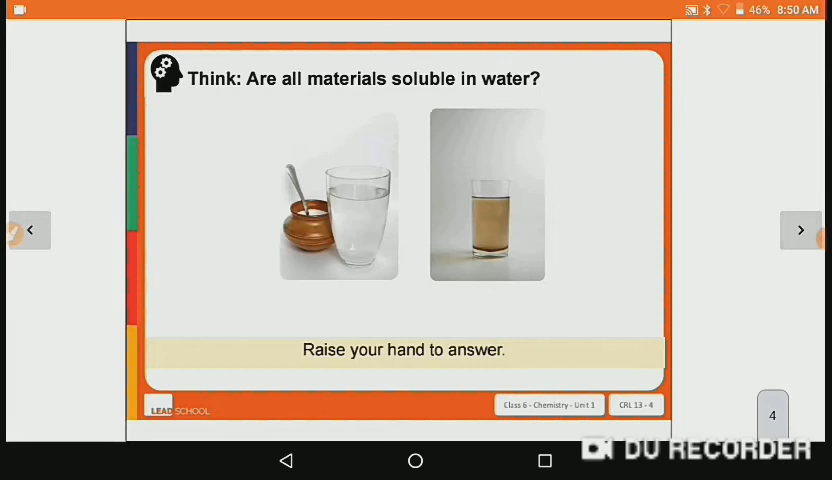 46% 8:50 AM
Think: Are all materials soluble in water?
Raise your hand to answer.
LEAD SCHOOL
Class 6 - Chemistry - Unit 1
CRL 13 - 4
4
DU RECORDER